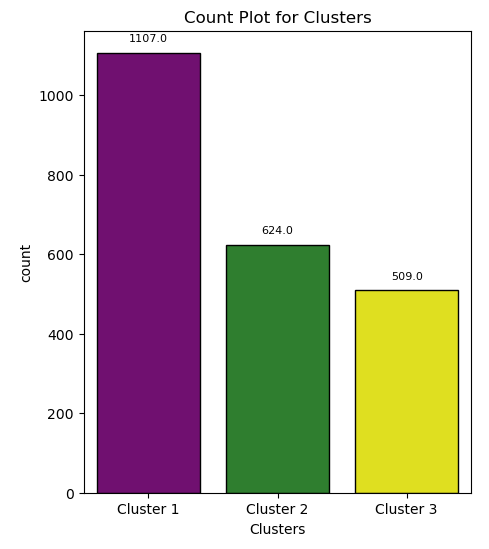 Count Plot for Clusters
1107.0
624.0
509.0
count
1000
800
600
400
200
0
Cluster 1
Cluster 2
Cluster 3
Clusters